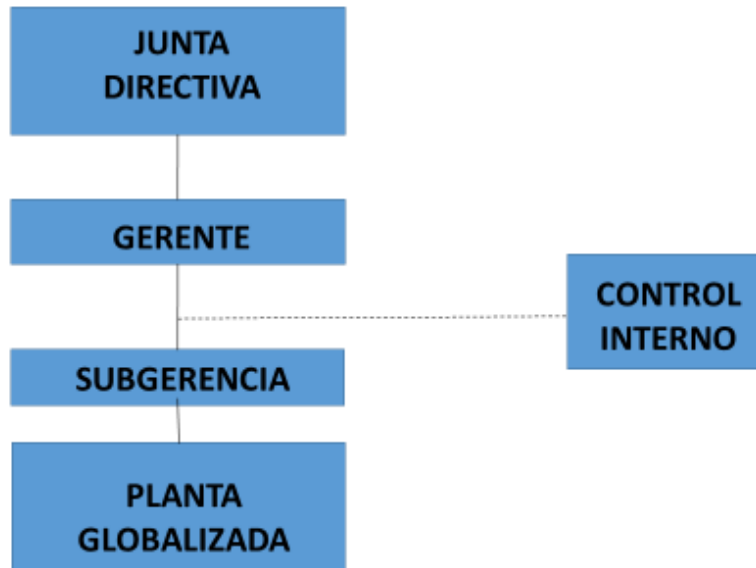 JUNTA
DIRECTIVA
GERENTE
CONTROL
INTERNO
SUBGERENCIA
PLANTA
GLOBALIZADA